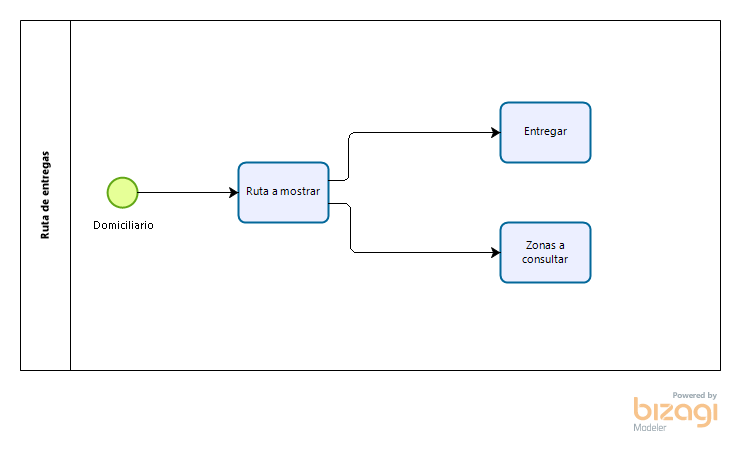 Ruta de entregas
Domiciliario
Ruta a mostrar
Entregar
Zonas a
consultar
Powered by
bizagi
Modeler